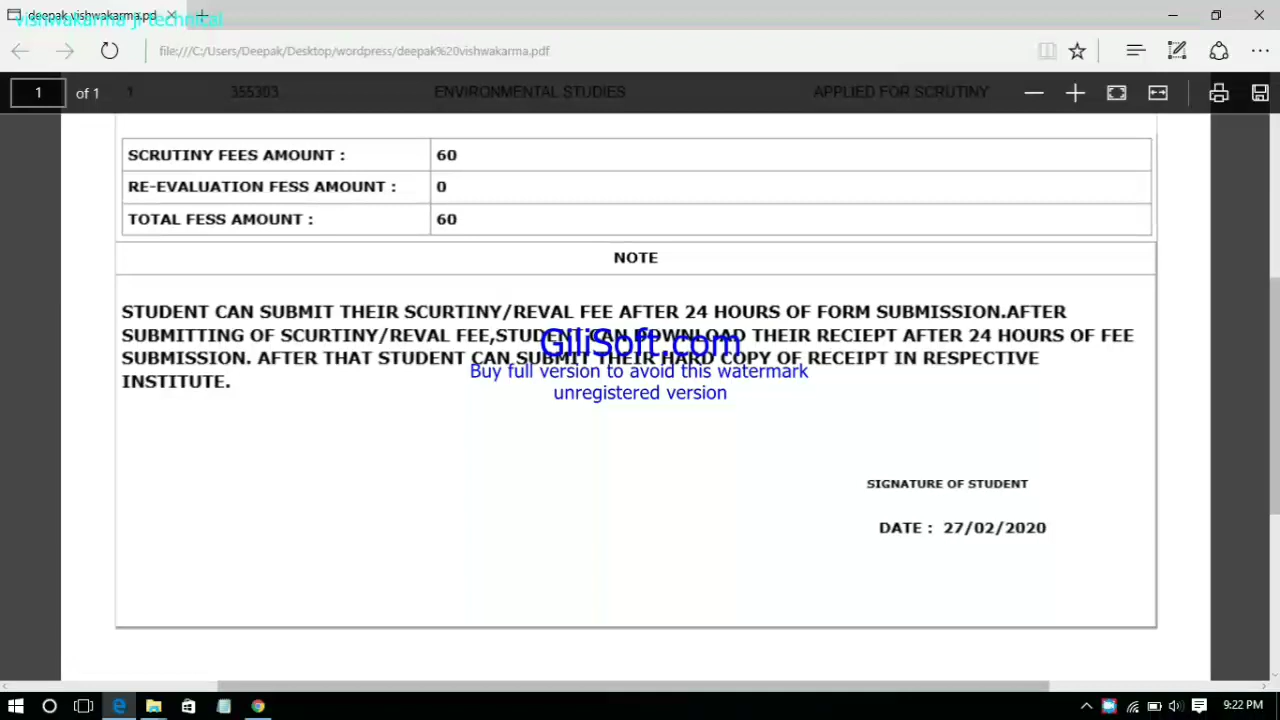 deepak vishwakarma.pd
vishwakarma ji technical
file:///C:/Users/Deepak/Desktop/wordpress/deepak%20vishwakarma.pdf
1 of 1
1 355303 ENVIRONMENTAL STUDIES APPLIED FOR SCRUTINY
SCRUTINY FEES AMOUNT : 60
RE-EVALUATION FESS AMOUNT : 0
TOTAL FESS AMOUNT : 60
NOTE
STUDENT CAN SUBMIT THEIR SCURTINY/REVAL FEE AFTER 24 HOURS OF FORM SUBMISSION.AFTER
SUBMITTING OF SCURTINY/REVAL FEE,STUDENT CAN DOWNLOAD THEIR RECIEPT AFTER 24 HOURS OF FEE
SUBMISSION. AFTER THAT STUDENT CAN SUBMIT THEIR HARD COPY OF RECEIPT IN RESPECTIVE
INSTITUTE.
GiliSoft.com
Buy full version to avoid this watermark
unregistered version
SIGNATURE OF STUDENT
DATE : 27/02/2020
9:22 PM